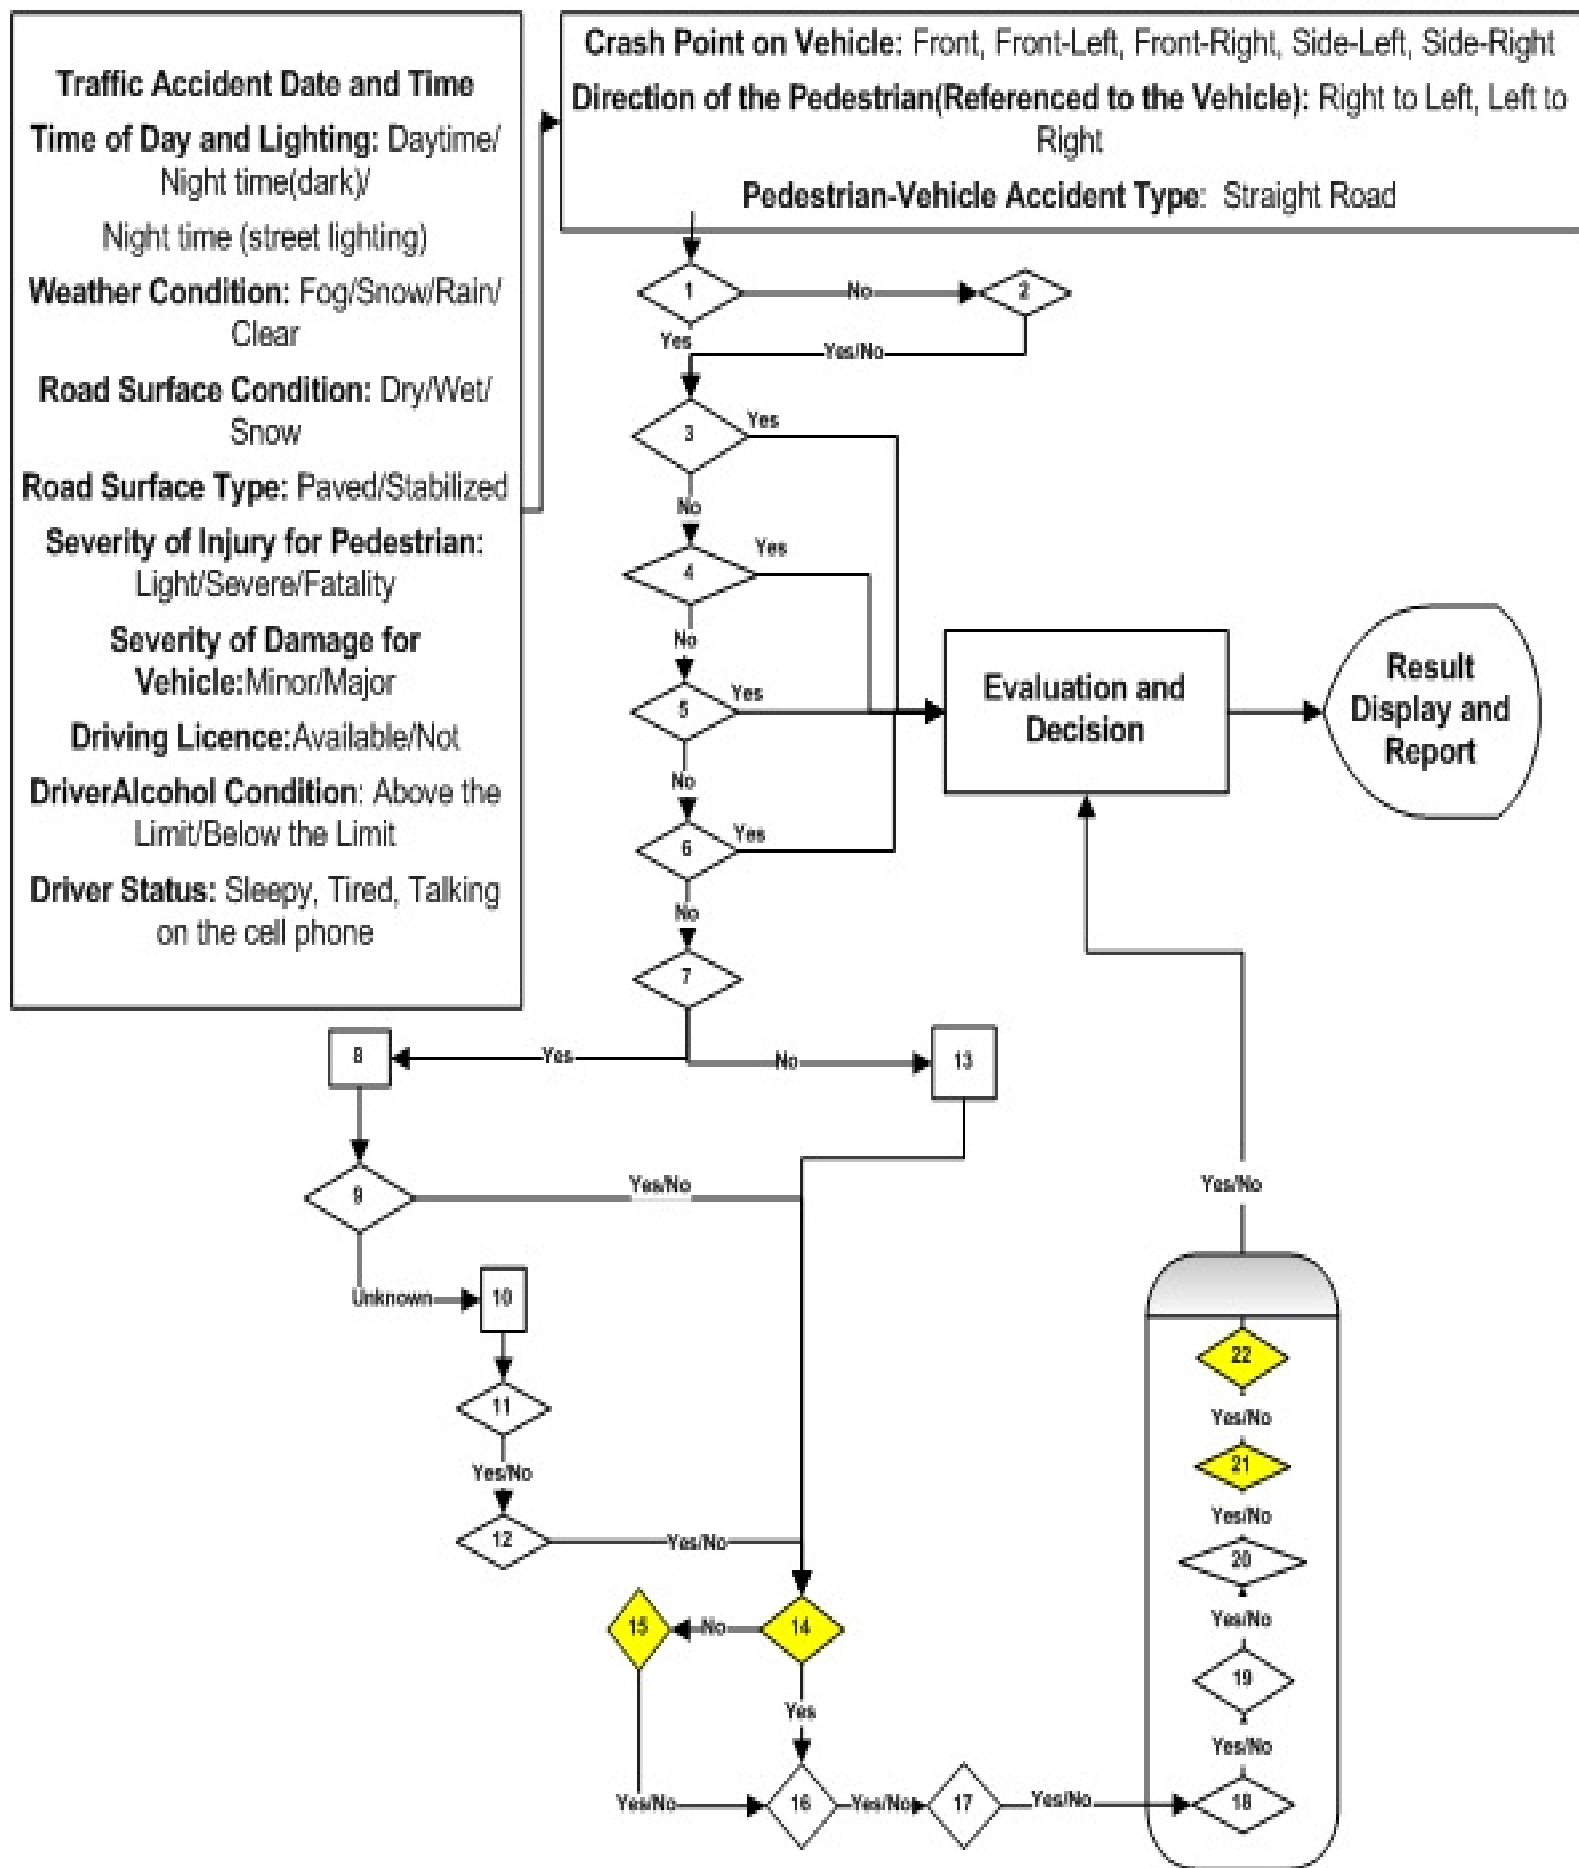 Traffic Accident Date and Time
Time of Day and Lighting: Daytime/
Night time(dark)/
Night time (street lighting)
Weather Condition: Fog/Snow/Rain/
Clear
Road Surface Condition: Dry/Wet/
Snow
Road Surface Type: Paved/Stabilized
Severity of Injury for Pedestrian:
Light/Severe/Fatality
Severity of Damage for
Vehicle:Minor/Major
Driving Licence:Available/Not
DriverAlcohol Condition: Above the
Limit/Below the Limit
Driver Status: Sleepy, Tired, Talking
on the cell phone
Crash Point on Vehicle: Front, Front-Left, Front-Right, Side-Left, Side-Right
Direction of the Pedestrian(Referenced to the Vehicle): Right to Left, Left to
Right
Pedestrian-Vehicle Accident Type: Straight Road
1
No
2
Yes
Yes/No
3
Yes
No
4
Yes
No
5
Yes
No
6
Yes
No
7
Evaluation and
Decision
Result
Display and
Report
8
Yes
No
13
9
Yes/No
Unknown
10
11
Yes/No
12
Yes/No
15
No
14
Yes
Yes/No
16
Yes/No
17
Yes/No
Yes/No
22
Yes/No
21
Yes/No
20
Yes/No
19
Yes/No
18